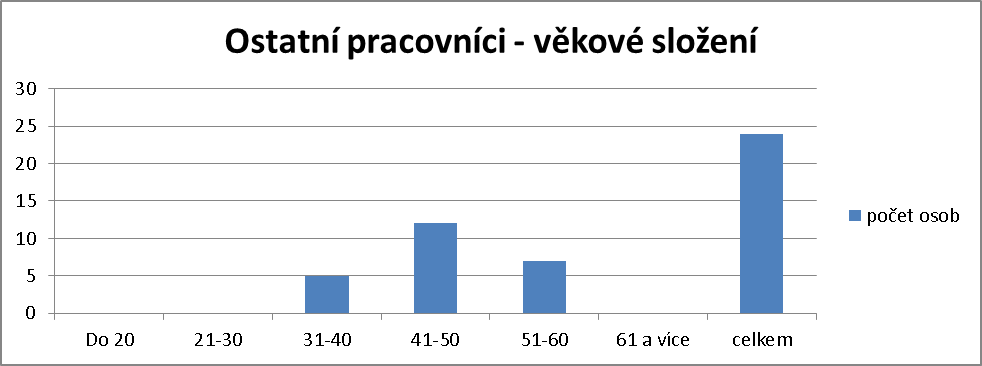 Ostatní pracovníci - věkové složení
30
25
20
15
10
5
0
Do 20 21-30 31-40 41-50 51-60 61 a více celkem
počet osob